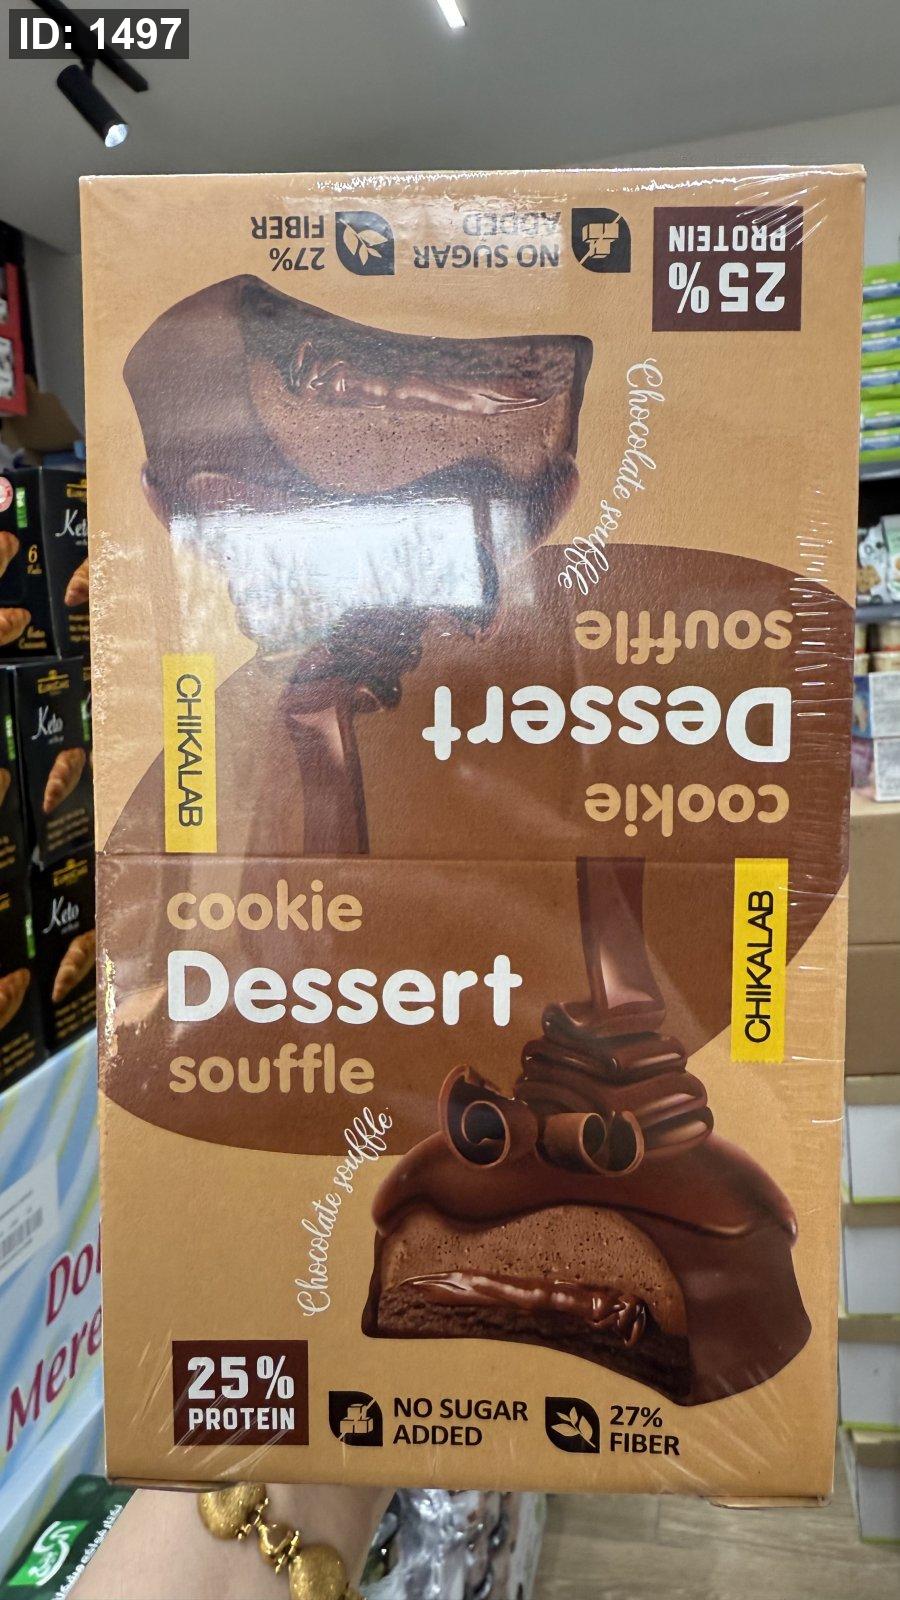 ID: 1497
25%
PROTEIN
NO SUGAR
ADDED
27%
FIBER
Chocolate souffle
cookie
Dessert
souffle
CHIKALAB
cookie
Dessert
souffle
CHIKALAB
Chocolate souffle
25%
PROTEIN
NO SUGAR
ADDED
27%
FIBER
6
Keto
Keto